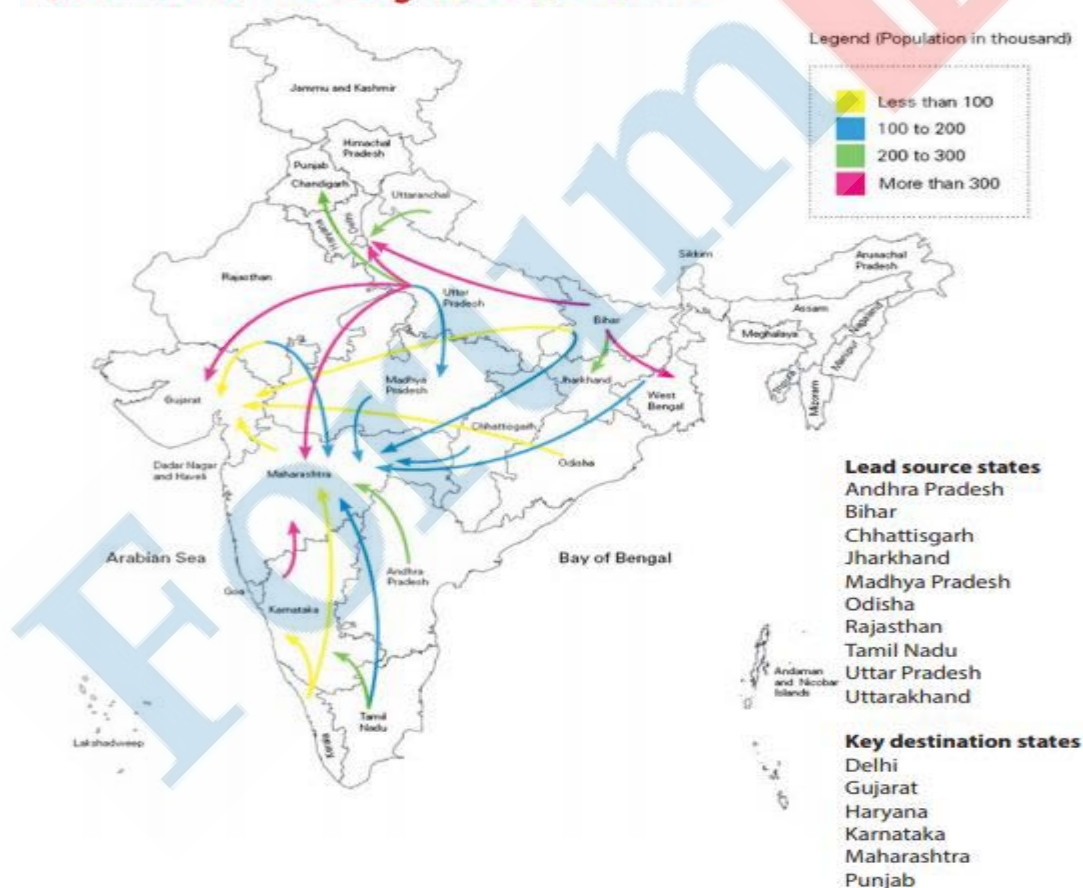 Legend (Population in thousand)
Less than 100
100 to 200
200 to 300
More than 300
Jammu and Kashmir
Himachal
Pradesh
Punjab
Chandigarh
Uttaranchal
Haryana
Delhi
Rajasthan
Uttar
Pradesh
Sikkim
Arunachal
Pradesh
Assam
Nagaland
Meghalaya
Manipur
Tripura
Mizoram
Bihar
Jharkhand
West
Bengal
Gujarat
Madhya
Pradesh
Chhattisgarh
Odisha
Dadar Nagar
and Haveli
Maharashtra
Arabian Sea
Bay of Bengal
Andhra
Pradesh
Goa
Karnataka
Tamil
Nadu
Kerala
Lakshadweep
Andaman
and Nicobar
Islands
Lead source states
Andhra Pradesh
Bihar
Chhattisgarh
Jharkhand
Madhya Pradesh
Odisha
Rajasthan
Tamil Nadu
Uttar Pradesh
Uttarakhand
Key destination states
Delhi
Gujarat
Haryana
Karnataka
Maharashtra
Punjab
Forum